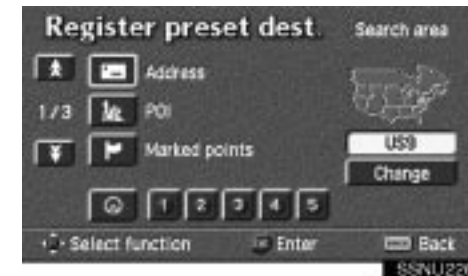 Register preset dest. Search area
Address
1/3 POI
Marked points
US9
Change
1 2 3 4 5
Select function Enter Back